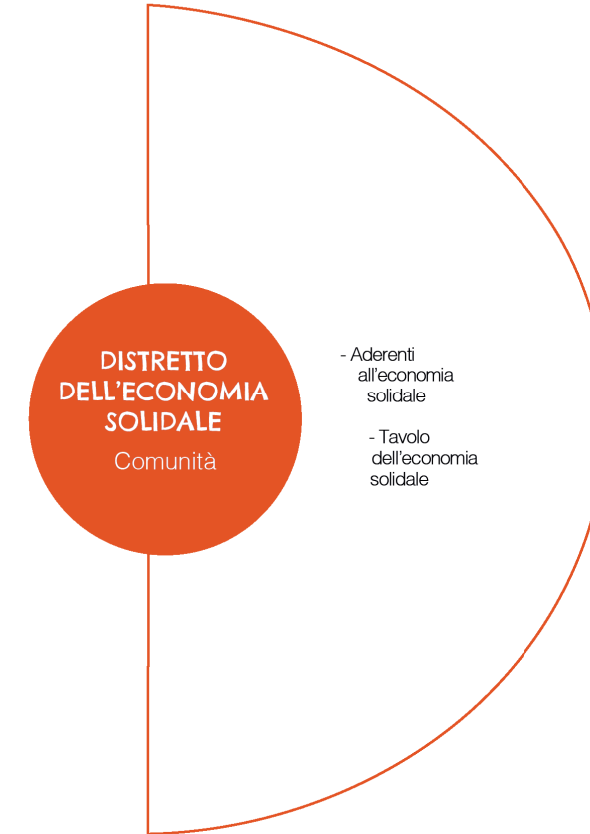 DISTRETTO
DELL'ECONOMIA
SOLIDALE
Comunità
- Aderenti
all'economia
solidale
- Tavolo
dell'economia
solidale